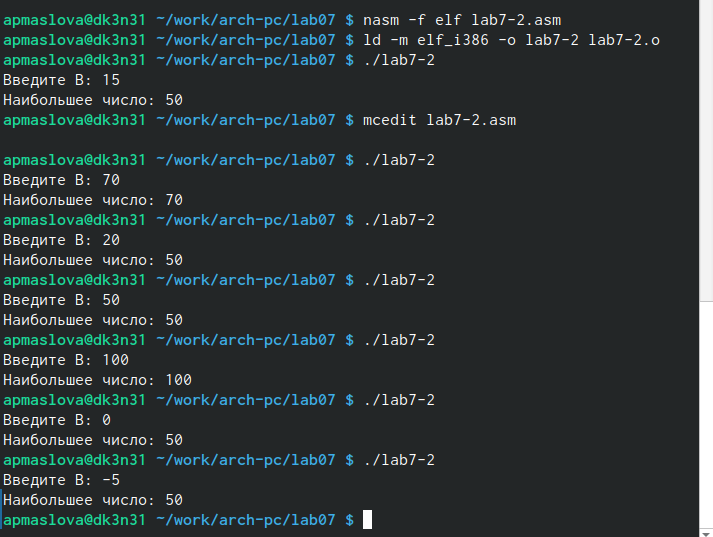 apmaslova@dk3n31 ~/work/arch-pc/lab07 $ nasm -f elf lab7-2.asm
apmaslova@dk3n31 ~/work/arch-pc/lab07 $ ld -m elf_i386 -o lab7-2 lab7-2.o
apmaslova@dk3n31 ~/work/arch-pc/lab07 $ ./lab7-2
Введите В: 15
Наибольшее число: 50
apmaslova@dk3n31 ~/work/arch-pc/lab07 $ mcedit lab7-2.asm
apmaslova@dk3n31 ~/work/arch-pc/lab07 $ ./lab7-2
Введите В: 70
Наибольшее число: 70
apmaslova@dk3n31 ~/work/arch-pc/lab07 $ ./lab7-2
Введите В: 20
Наибольшее число: 50
apmaslova@dk3n31 ~/work/arch-pc/lab07 $ ./lab7-2
Введите В: 50
Наибольшее число: 50
apmaslova@dk3n31 ~/work/arch-pc/lab07 $ ./lab7-2
Введите В: 100
Наибольшее число: 100
apmaslova@dk3n31 ~/work/arch-pc/lab07 $ ./lab7-2
Введите В: 0
Наибольшее число: 50
apmaslova@dk3n31 ~/work/arch-pc/lab07 $ ./lab7-2
Введите В: -5
Наибольшее число: 50
apmaslova@dk3n31 ~/work/arch-pc/lab07 $